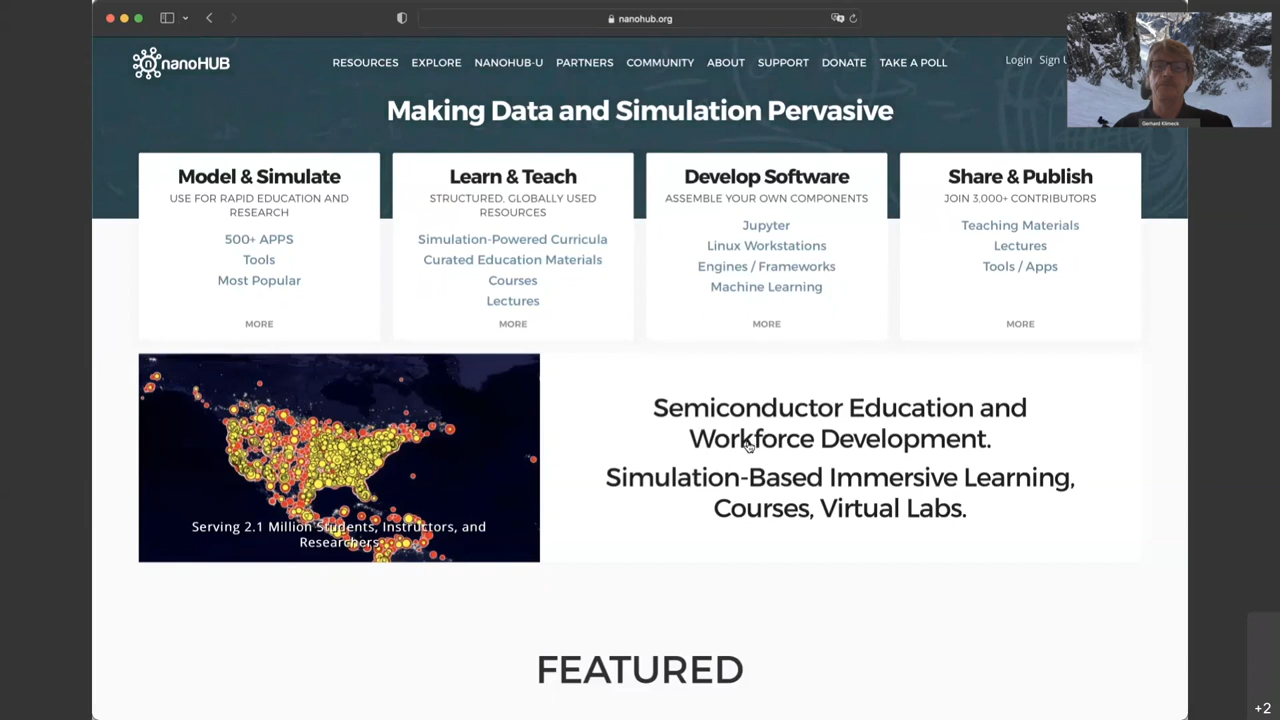 nanohub.org
nanoHUB
RESOURCES EXPLORE NANOHUB-U PARTNERS COMMUNITY ABOUT SUPPORT DONATE TAKE A POLL
Login Sign
Gerhard Klimeck
Making Data and Simulation Pervasive
Model & Simulate
USE FOR RAPID EDUCATION AND
RESEARCH
500+ APPS
Tools
Most Popular
MORE
Learn & Teach
STRUCTURED, GLOBALLY USED
RESOURCES
Simulation-Powered Curricula
Curated Education Materials
Courses
Lectures
MORE
Develop Software
ASSEMBLE YOUR OWN COMPONENTS
Jupyter
Linux Workstations
Engines / Frameworks
Machine Learning
MORE
Share & Publish
JOIN 3,000+ CONTRIBUTORS
Teaching Materials
Lectures
Tools / Apps
MORE
Serving 2.1 Million Students, Instructors, and
Researchers
Semiconductor Education and
Workforce Development.
Simulation-Based Immersive Learning,
Courses, Virtual Labs.
FEATURED
+2